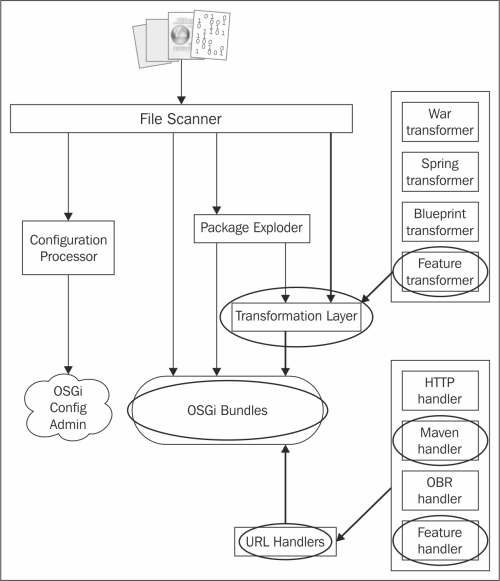 File Scanner
War
transformer
Spring
transformer
Package Exploder
Blueprint
transformer
Configuration
Processor
Feature
transformer
Transformation Layer
OSGi
Config
Admin
OSGi Bundles
HTTP
handler
Maven
handler
OBR
handler
URL Handlers
Feature
handler